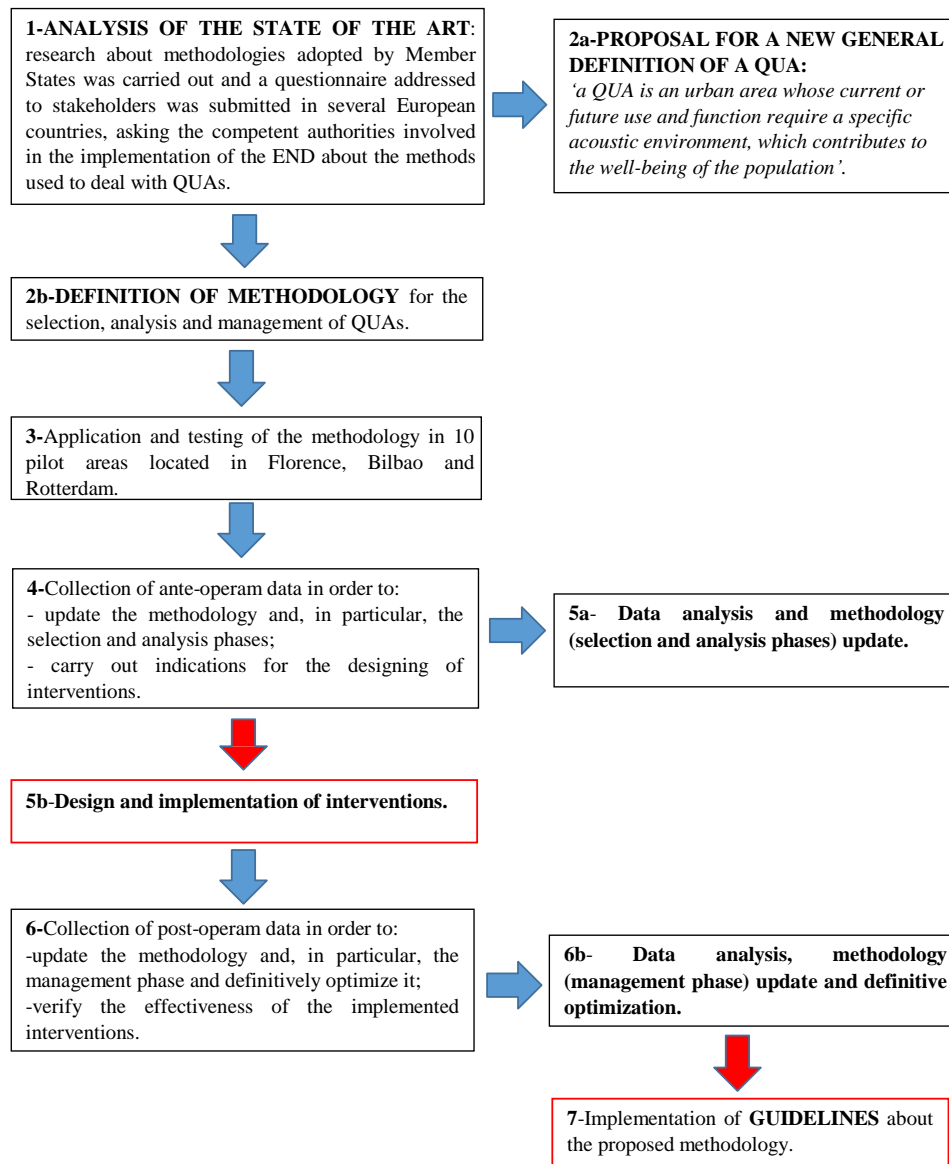 1-ANALYSIS OF THE STATE OF THE ART:
research about methodologies adopted by Member
States was carried out and a questionnaire addressed
to stakeholders was submitted in several European
countries, asking the competent authorities involved
in the implementation of the END about the methods
used to deal with QUAs.
2a-PROPOSAL FOR A NEW GENERAL
DEFINITION OF A QUA:
‘a QUA is an urban area whose current or
future use and function require a specific
acoustic environment, which contributes to
the well-being of the population’.
2b-DEFINITION OF METHODOLOGY for the
selection, analysis and management of QUAs.
3-Application and testing of the methodology in 10
pilot areas located in Florence, Bilbao and
Rotterdam.
4-Collection of ante-operam data in order to:
- update the methodology and, in particular, the
selection and analysis phases;
- carry out indications for the designing of
interventions.
5a- Data analysis and methodology
(selection and analysis phases) update.
5b-Design and implementation of interventions.
6-Collection of post-operam data in order to:
-update the methodology and, in particular, the
management phase and definitively optimize it;
-verify the effectiveness of the implemented
interventions.
6b- Data analysis, methodology
(management phase) update and definitive
optimization.
7-Implementation of GUIDELINES about
the proposed methodology.